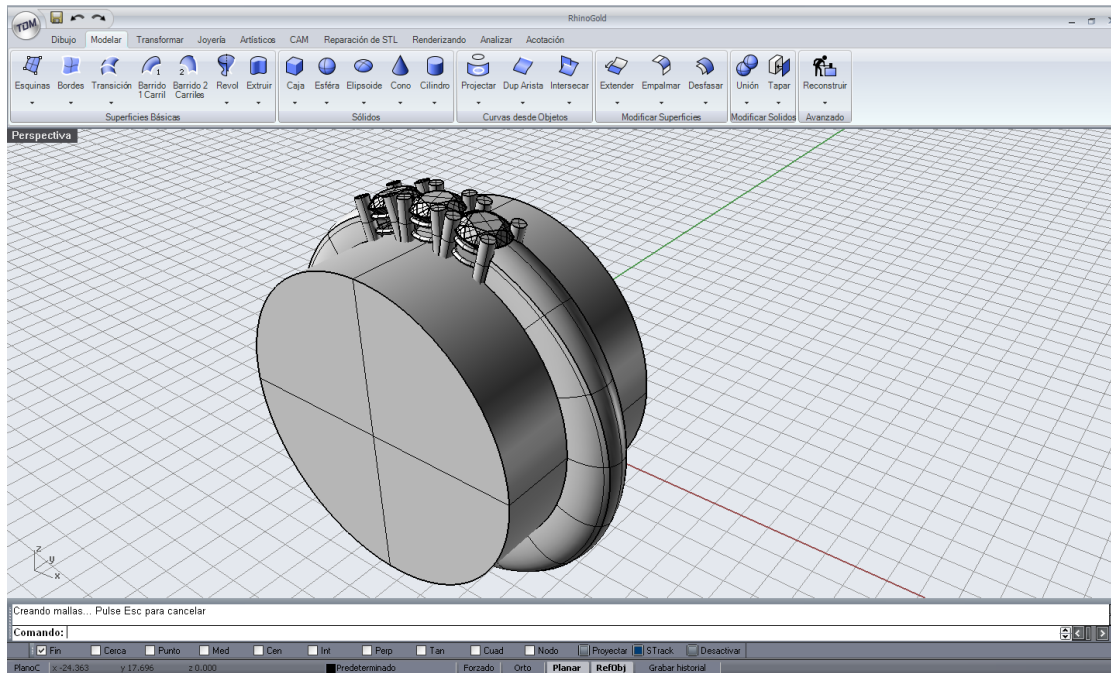 TDM
RhinoGold
Dibujo Modelar Transformar Joyería Artísticos CAM Reparación de STL Renderizando Analizar Acotación
Esquinas Bordes Transición Barrido 1 Carril Barrido 2 Carriles Revol Extruir Caja Esféra Elipsoide Cono Cilindro Projectar Dup Arista Intersecar Extender Empalmar Desfasar Unión Tapar Reconstruir
Superficies Básicas Sólidos Curvas desde Objetos Modificar Superficies Modificar Solidos Avanzado
Perspectiva
z
y
x
Creando mallas... Pulse Esc para cancelar
Comando:
Fin Cerca Punto Med Cen Int Perp Tan Cuad Nodo Proyectar STrack Desactivar
PlanoC x -24.363 y 17.696 z 0.000 Predeterminado Forzado Orto Planar RefObj Grabar historial